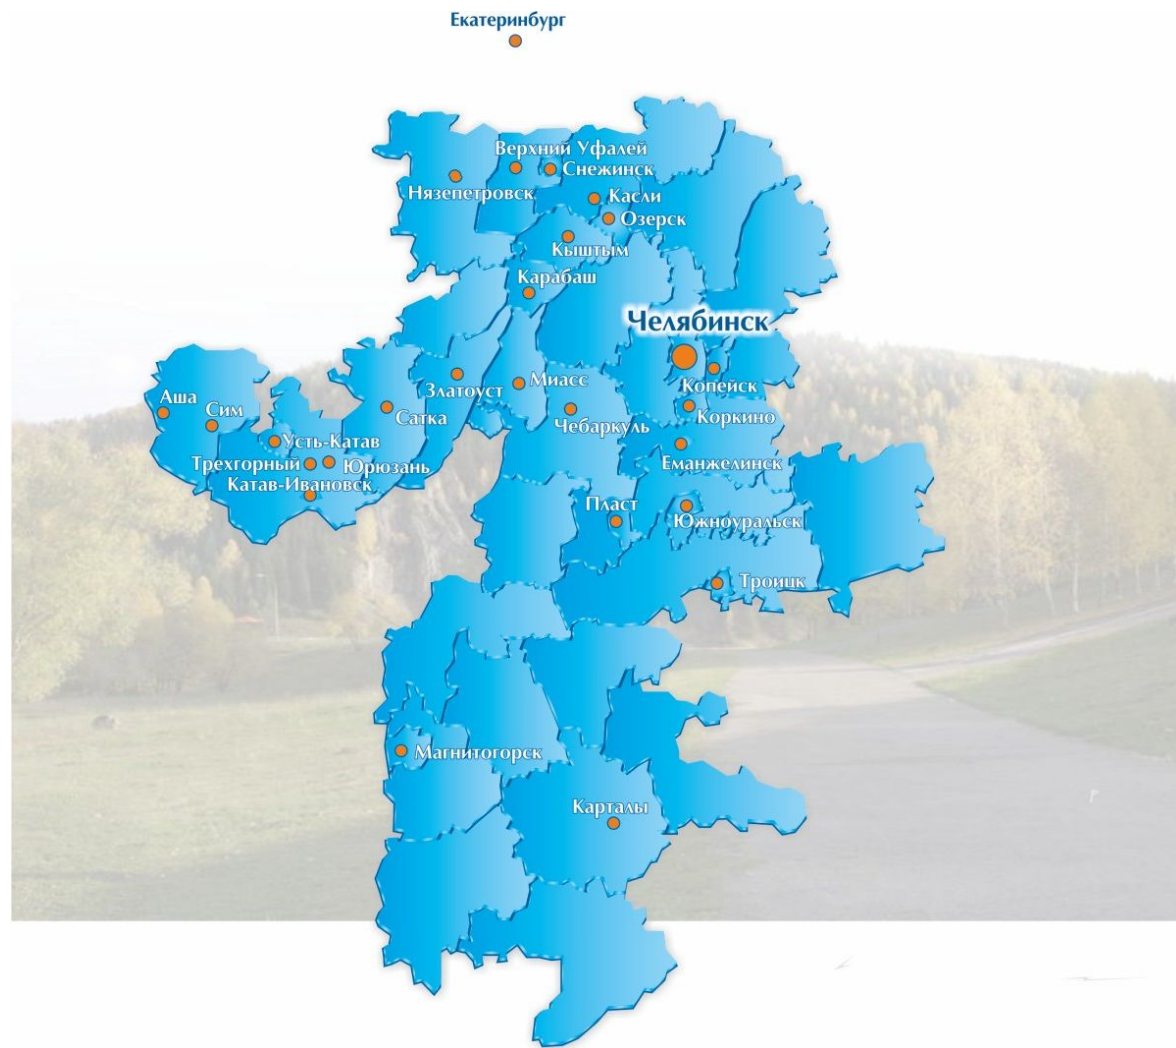 Екатеринбург
Верхний Уфалей
Снежинск
Нязепетровск
Касли
Озерск
Кыштым
Карабаш
Челябинск
Златоуст
Миасс
Копейск
Аша
Сим
Сатка
Чебаркуль
Коркино
Усть-Катав
Трехгорный
Юрюзань
Еманжелинск
Катав-Ивановск
Пласт
Южноуральск
Троицк
Магнитогорск
Карталы